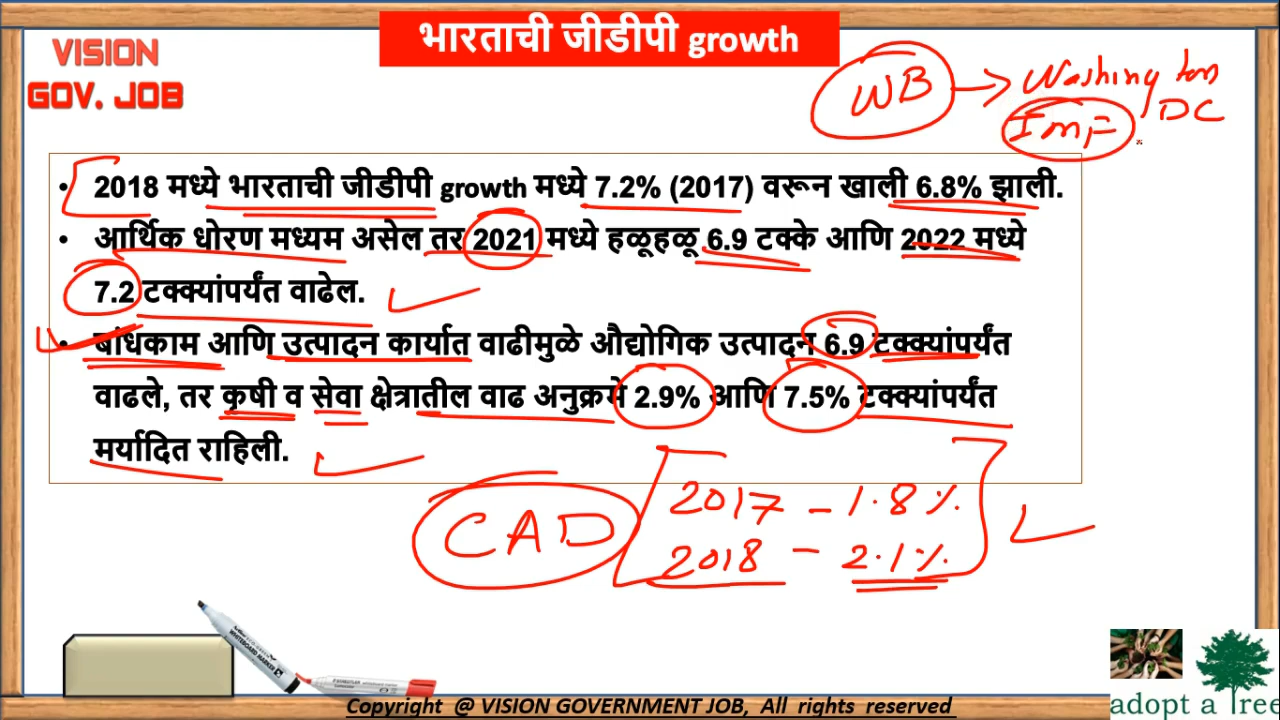 भारताची जीडीपी growth
VISION
GOV. JOB
WB → Washington DC
IMF
• 2018 मध्ये भारताची जीडीपी growth मध्ये 7.2% (2017) वरून खाली 6.8% झाली.
• आर्थिक धोरण मध्यम असेल तर 2021 मध्ये हळूहळू 6.9 टक्के आणि 2022 मध्ये
7.2 टक्क्यांपर्यंत वाढेल.
• बांधकाम आणि उत्पादन कार्यात वाढीमुळे औद्योगिक उत्पादन 6.9 टक्क्यांपर्यंत
वाढले, तर कृषी व सेवा क्षेत्रातील वाढ अनुक्रमे 2.9% आणि 7.5% टक्क्यांपर्यंत
मर्यादित राहिली.
CAD
2017 - 1.8%
2018 - 2.1%
Copyright @ VISION GOVERNMENT JOB, All rights reserved
adopt a Tree